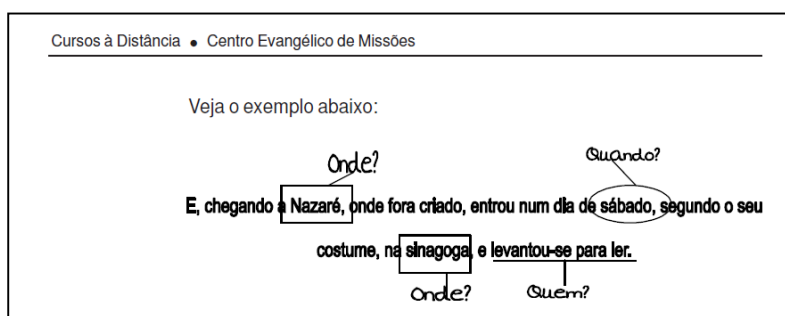 Cursos à Distância • Centro Evangélico de Missões
Veja o exemplo abaixo:
Onde? Quando?
E, chegando a Nazaré, onde fora criado, entrou num dia de sábado, segundo o seu
costume, na sinagoga, e levantou-se para ler.
Onde? Quem?